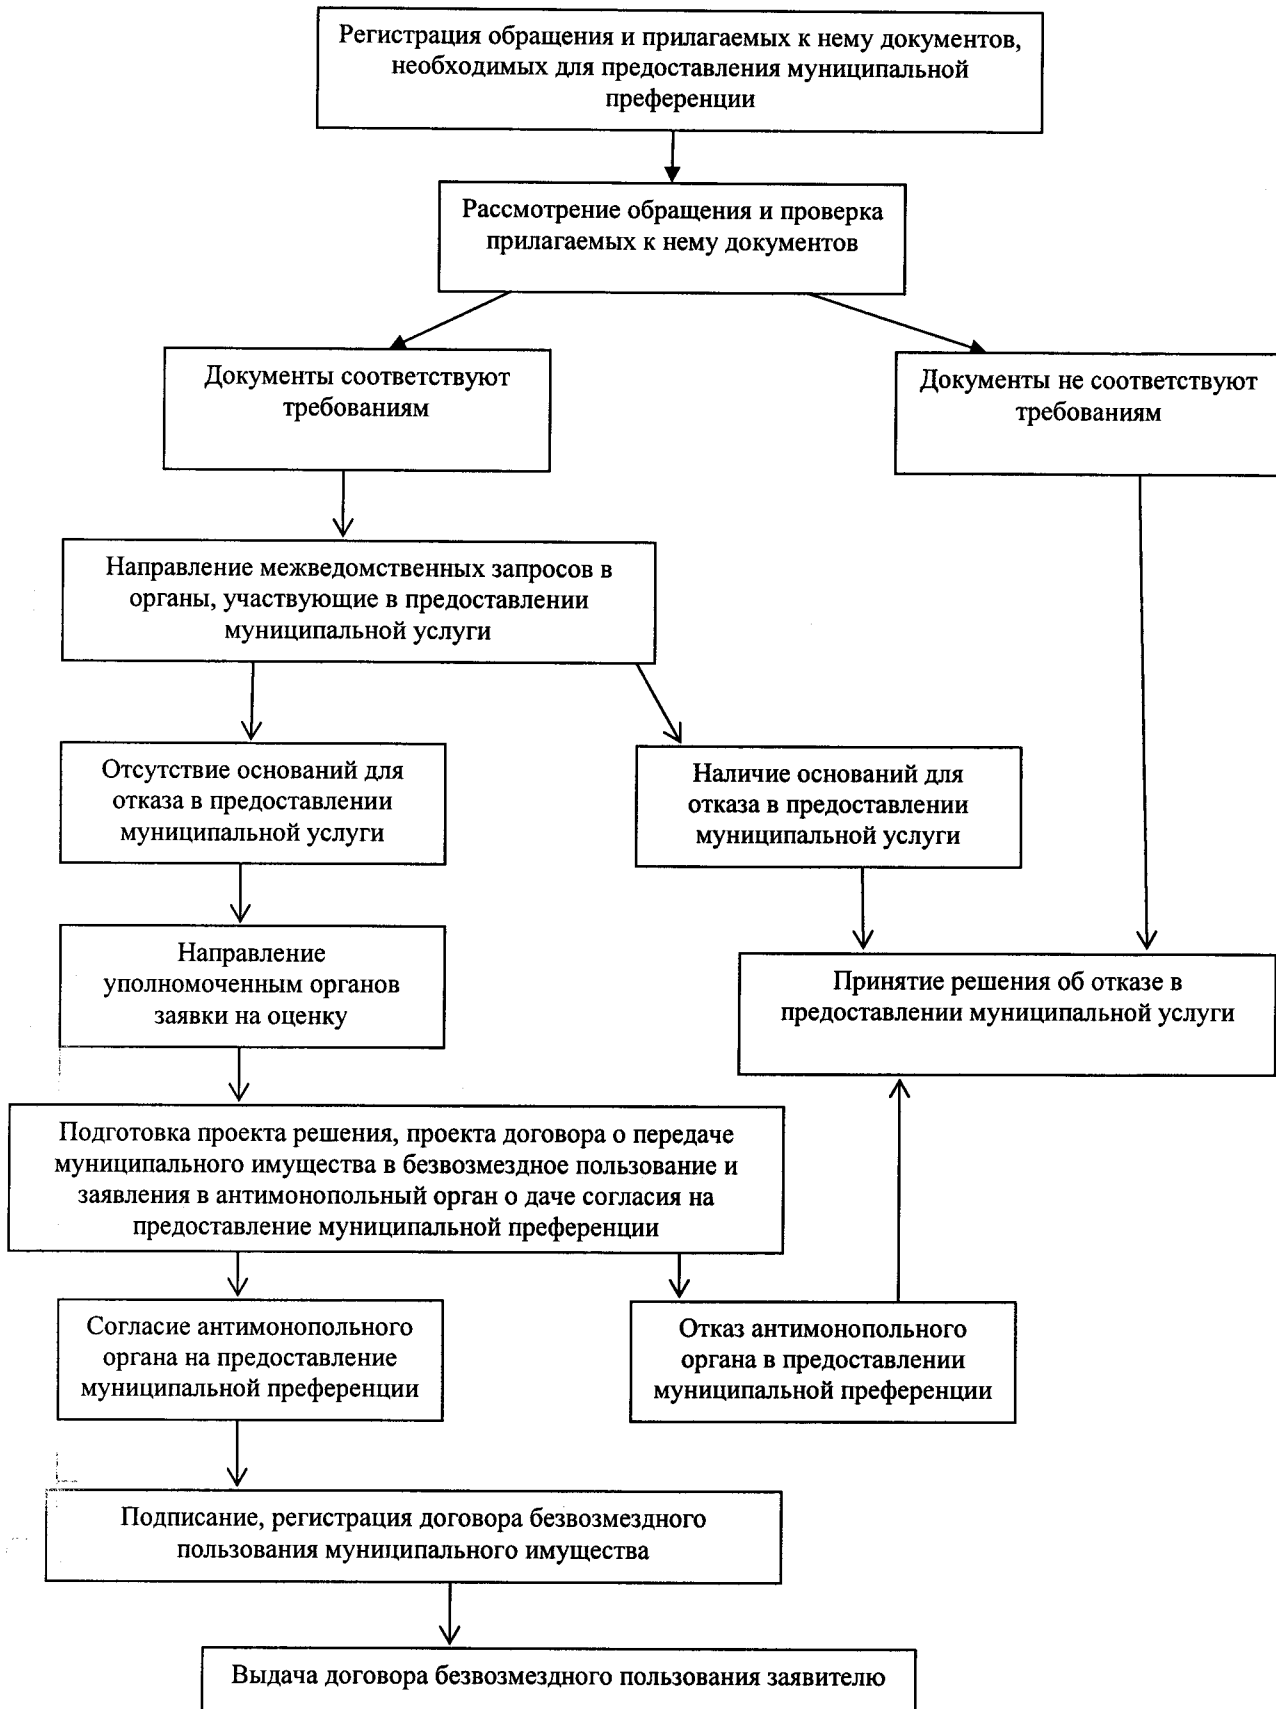 Регистрация обращения и прилагаемых к нему документов,
необходимых для предоставления муниципальной
преференции
Рассмотрение обращения и проверка
прилагаемых к нему документов
Документы соответствуют
требованиям
Документы не соответствуют
требованиям
Направление межведомственных запросов в
органы, участвующие в предоставлении
муниципальной услуги
Отсутствие оснований для
отказа в предоставлении
муниципальной услуги
Наличие оснований для
отказа в предоставлении
муниципальной услуги
Направление
уполномоченным органов
заявки на оценку
Принятие решения об отказе в
предоставлении муниципальной услуги
Подготовка проекта решения, проекта договора о передаче
муниципального имущества в безвозмездное пользование и
заявления в антимонопольный орган о даче согласия на
предоставление муниципальной преференции
Согласие антимонопольного
органа на предоставление
муниципальной преференции
Отказ антимонопольного
органа в предоставлении
муниципальной преференции
Подписание, регистрация договора безвозмездного
пользования муниципального имущества
Выдача договора безвозмездного пользования заявителю